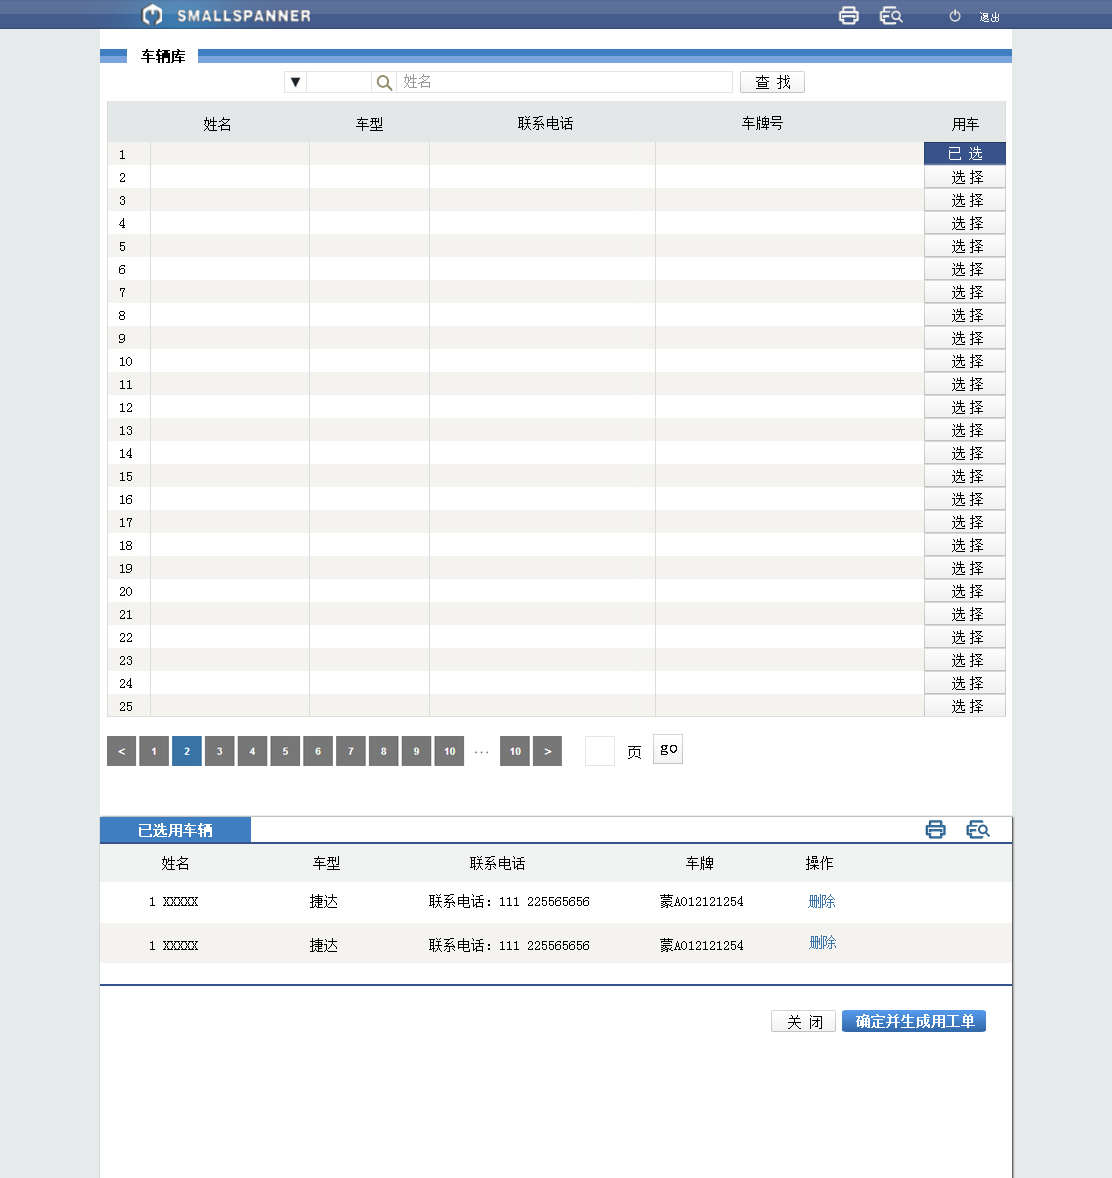 SMALLSPANNER 退出
车辆库
▼ 姓名 查 找
姓名 车型 联系电话 车牌号 用车
1 已 选
2 选 择
3 选 择
4 选 择
5 选 择
6 选 择
7 选 择
8 选 择
9 选 择
10 选 择
11 选 择
12 选 择
13 选 择
14 选 择
15 选 择
16 选 择
17 选 择
18 选 择
19 选 择
20 选 择
21 选 择
22 选 择
23 选 择
24 选 择
25 选 择
< 1 2 3 4 5 6 7 8 9 10 ··· 10 > 页 go
已选用车辆
姓名 车型 联系电话 车牌 操作
1 XXXXX 捷达 联系电话：111 225565656 蒙A012121254 删除
1 XXXXX 捷达 联系电话：111 225565656 蒙A012121254 删除
关 闭 确定并生成用工单